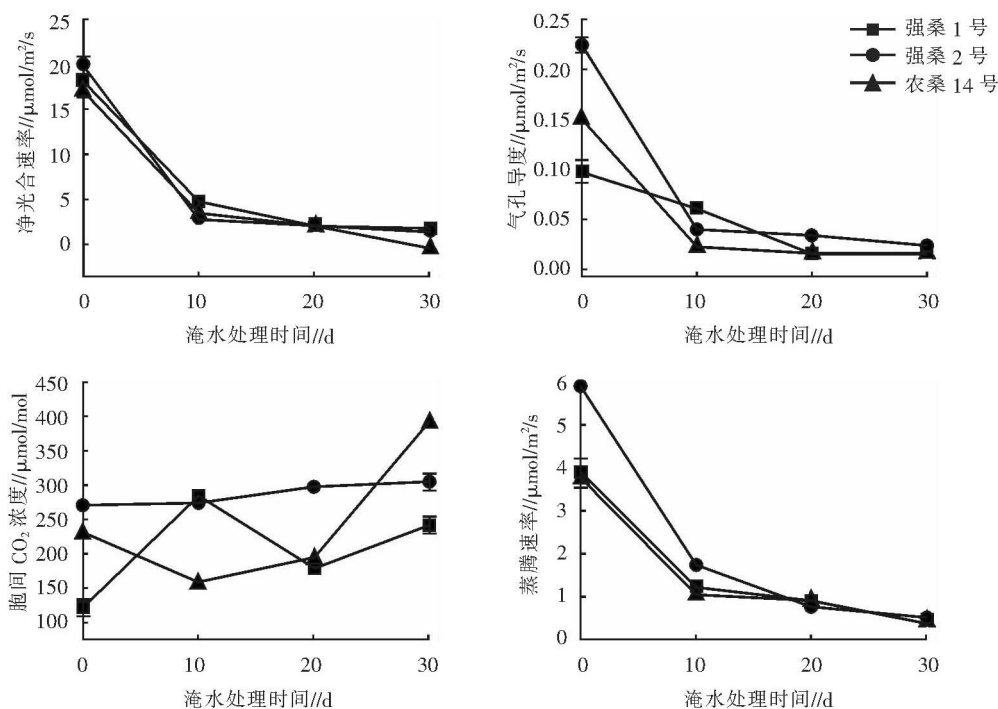 25
20
15
10
5
0
净光合速率//μmol/m²/s
0 10 20 30
淹水处理时间//d
0.25
0.20
0.15
0.10
0.05
0.00
气孔导度//μmol/m²/s
0 10 20 30
淹水处理时间//d
强桑 1 号
强桑 2 号
农桑 14 号
450
400
350
300
250
200
150
100
胞间 CO₂ 浓度//μmol/mol
0 10 20 30
淹水处理时间//d
6
5
4
3
2
1
0
蒸腾速率//μmol/m²/s
0 10 20 30
淹水处理时间//d